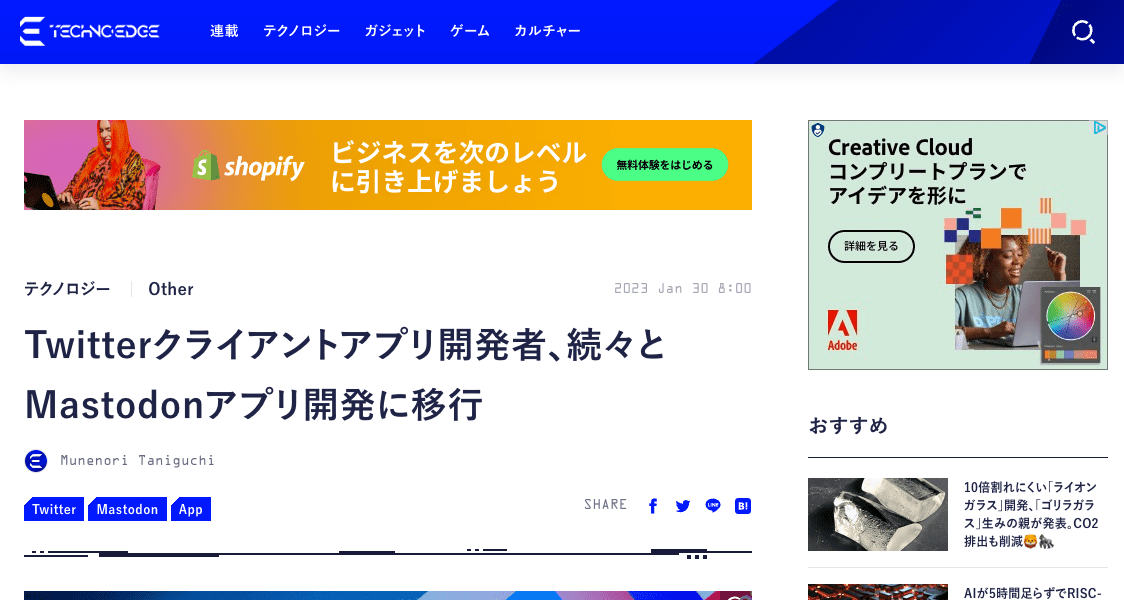 TECHNOEDGE
連載 テクノロジー ガジェット ゲーム カルチャー
shopify
ビジネスを次のレベル
に引き上げましょう
無料体験をはじめる
Creative Cloud
コンプリートプランで
アイデアを形に
詳細を見る
Adobe
テクノロジー Other
2023 Jan 30 8:00
Twitterクライアントアプリ開発者、続々と
Mastodonアプリ開発に移行
Munenori Taniguchi
Twitter Mastodon App
SHARE
LINE
B!
おすすめ
10倍割れにくい「ライオン
ガラス」開発、「ゴリラガラ
ス」生みの親が発表。CO2
排出も削減🦁🦍
AIが5時間足らずでRISC-